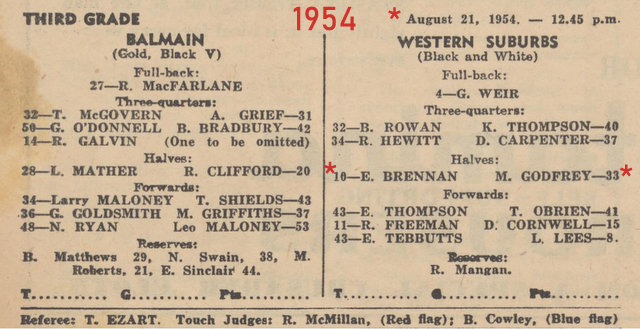 THIRD GRADE
1954 * August 21, 1954. — 12.45 p.m.
BALMAIN
(Gold, Black V)
Full-back:
27—R. MacFARLANE
Three-quarters:
32—T. McGOVERN A. GRIEF—31
50—G. O'DONNELL B. BRADBURY—42
14—R. GALVIN (One to be omitted)
Halves:
28—L. MATHER R. CLIFFORD—20
Forwards:
34—Larry MALONEY T. SHIELDS—43
36—G. GOLDSMITH M. GRIFFITHS—37
48—N. RYAN Leo MALONEY—53
Reserves:
B. Matthews 29, N. Swain, 38, M.
Roberts, 21, E. Sinclair 44.
T.......... G.......... Pts..........
WESTERN SUBURBS
(Black and White)
Full-back:
4—G. WEIR
Three-quarters:
32—B. ROWAN K. THOMPSON—40
34—R. HEWITT D. CARPENTER—37
Halves:
*10—E. BRENNAN M. GODFREY—33*
Forwards:
43—E. THOMPSON T. OBRIEN—41
11—R. FREEMAN D. CORNWELL—15
43—E. TEBBUTTS L. LEES—8.
Reserves:
R. Mangan.
T.......... G.......... Pts..........
Referee: T. EZART. Touch Judges: R. McMillan, (Red flag); B. Cowley, (Blue flag)